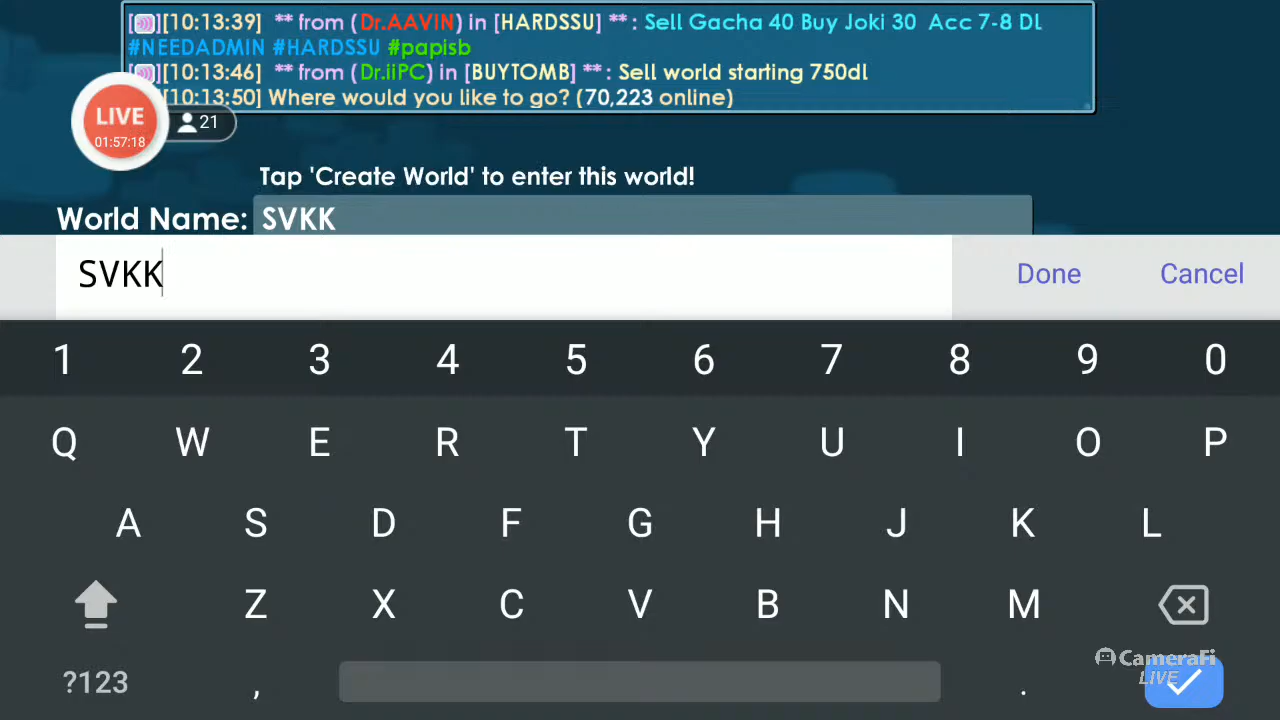 [10:13:39] ** from (Dr.AAVIN) in [HARDSSU] ** : Sell Gacha 40 Buy Joki 30 Acc 7-8 DL
#NEEDADMIN #HARDSSU #papisb
[10:13:46] ** from (Dr.iiPC) in [BUYTOMB] ** : Sell world starting 750dl
[10:13:50] Where would you like to go? (70,223 online)
LIVE
01:57:18
21
Tap 'Create World' to enter this world!
World Name: SVKK
SVKK
Done Cancel
1 2 3 4 5 6 7 8 9 0
Q W E R T Y U I O P
A S D F G H J K L
Z X C V B N M
?123 , .
CameraFi
LIVE